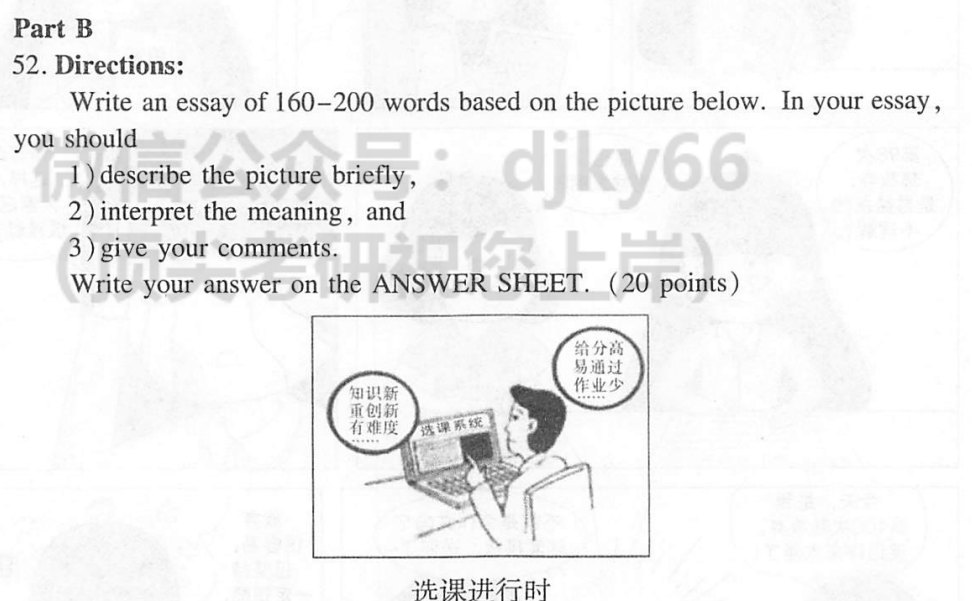 Part B
52. Directions:
Write an essay of 160–200 words based on the picture below. In your essay,
you should
微信公众号：djky66
1) describe the picture briefly,
2) interpret the meaning, and
3) give your comments.
(顶尖考研祝您上岸)
Write your answer on the ANSWER SHEET. (20 points)
给分高
易通过
作业少
……
知识新
重创新
有难度
……
选课系统
选课进行时